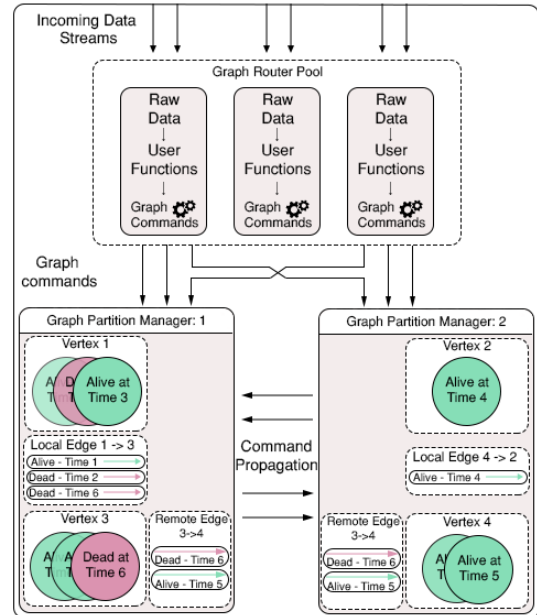 Incoming Data
Streams
Graph Router Pool
Raw
Data
User
Functions
Graph
Commands
Raw
Data
User
Functions
Graph
Commands
Raw
Data
User
Functions
Graph
Commands
Graph
commands
Graph Partition Manager: 1
Vertex 1
Alive at
Time 3
Local Edge 1 -> 3
Alive - Time 1
Dead - Time 2
Dead - Time 6
Vertex 3
Dead at
Time 6
Remote Edge
3->4
Dead - Time 6
Alive - Time 5
Command
Propagation
Graph Partition Manager: 2
Vertex 2
Alive at
Time 4
Local Edge 4 -> 2
Alive - Time 4
Remote Edge
3->4
Dead - Time 6
Alive - Time 5
Vertex 4
Alive at
Time 5